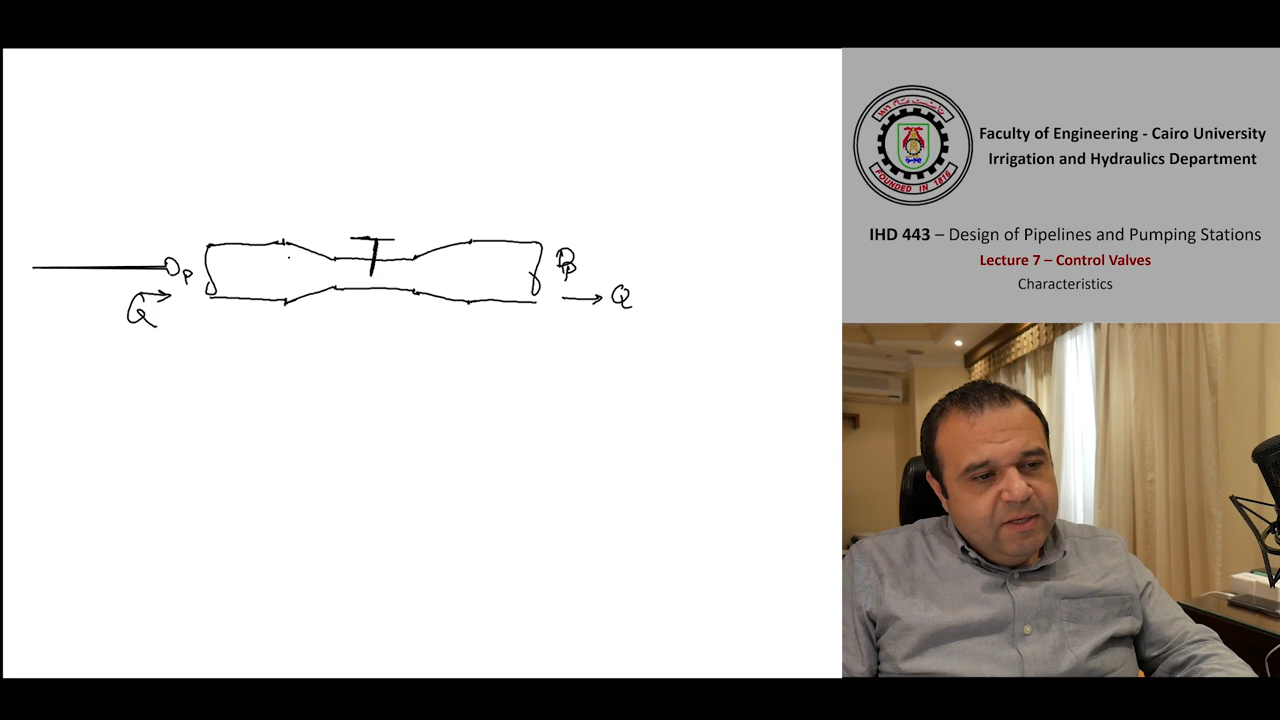 Faculty of Engineering - Cairo University
Irrigation and Hydraulics Department
FOUNDED IN 1816
IHD 443 – Design of Pipelines and Pumping Stations
Lecture 7 – Control Valves
Characteristics
Dp
Q
Q